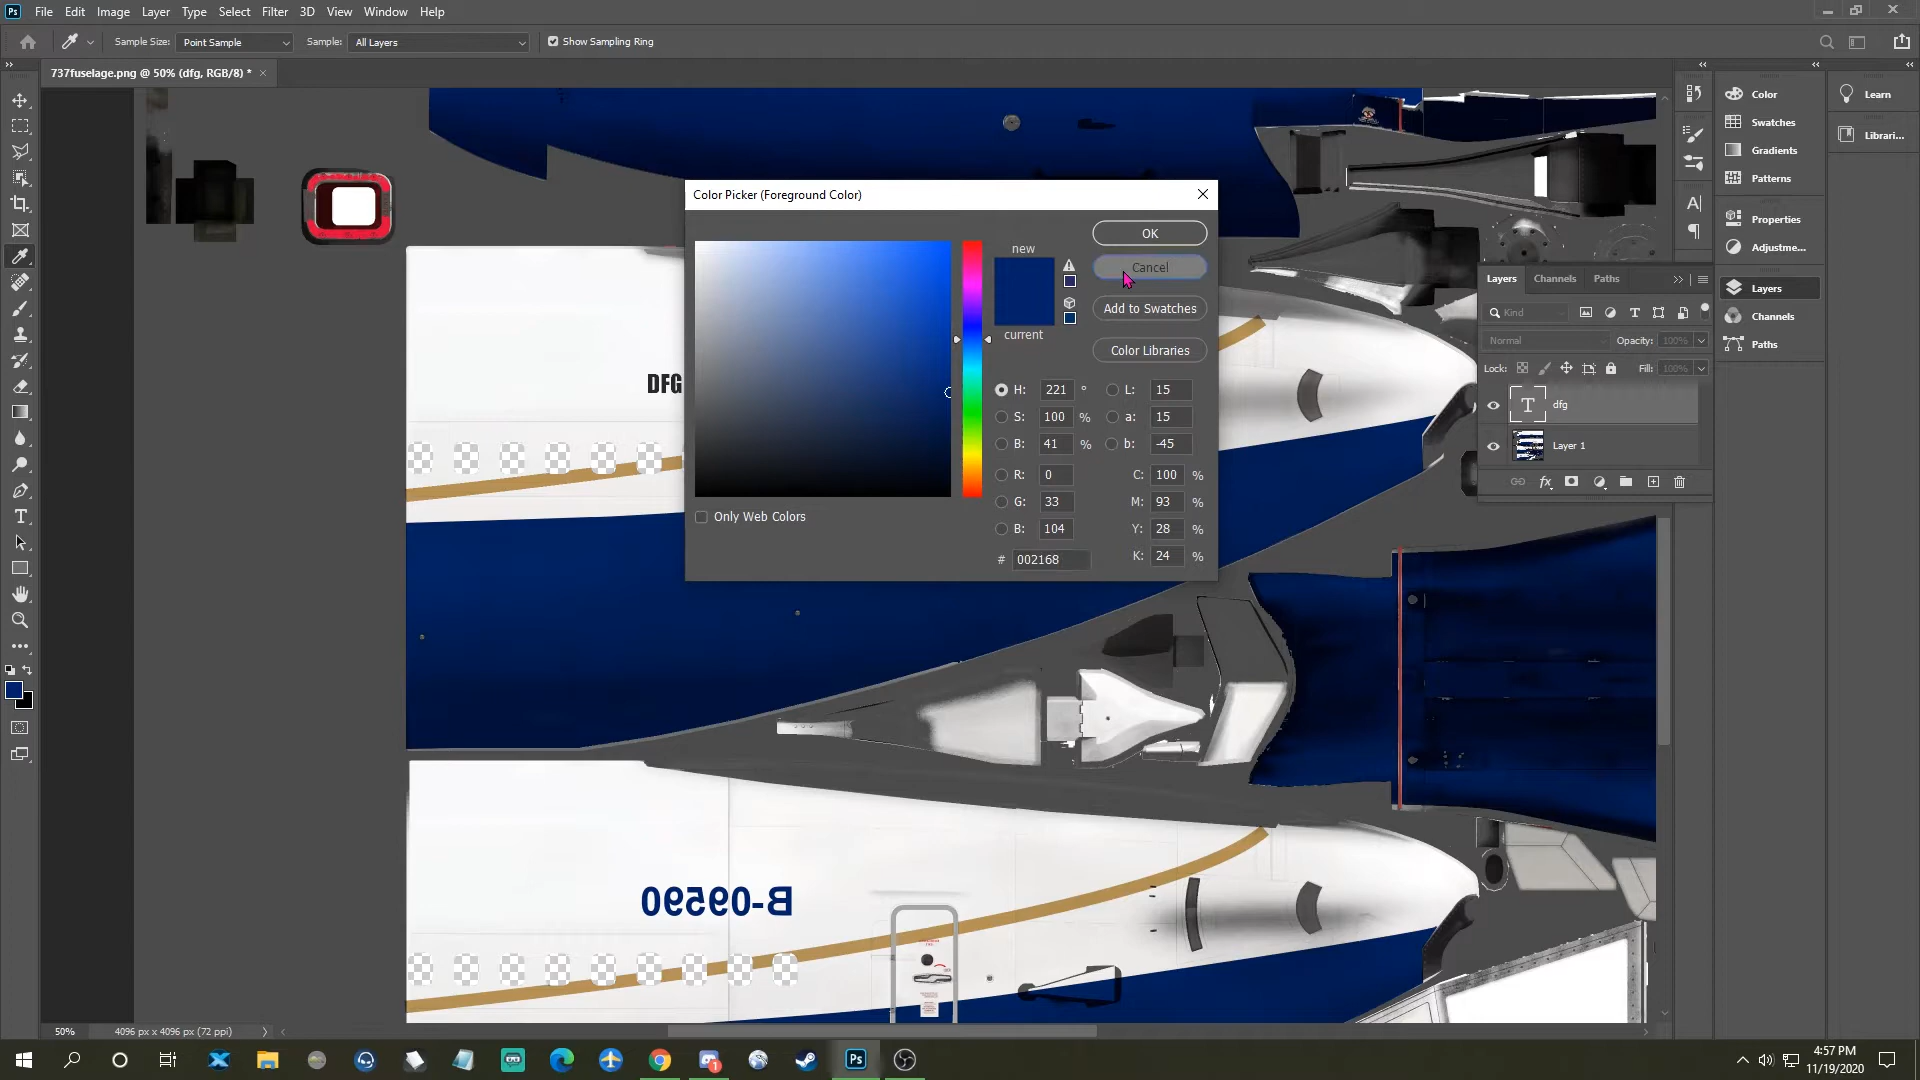 Ps File Edit Image Layer Type Select Filter 3D View Window Help
Sample Size: Point Sample Sample: All Layers Show Sampling Ring
737fuselage.png @ 50% (dfg, RGB/8) *
Color Picker (Foreground Color)
new
current
OK
Cancel
Add to Swatches
Color Libraries
H: 221 ° L: 15
S: 100 % a: 15
B: 41 % b: -45
R: 0 C: 100 %
G: 33 M: 93 %
B: 104 Y: 28 %
# 002168 K: 24 %
Only Web Colors
DFG
B-09590
Color
Swatches
Gradients
Patterns
Properties
Adjustme...
Layers
Channels
Paths
Learn
Librari...
Layers Channels Paths
Kind
Normal Opacity: 100%
Lock: Fill: 100%
dfg
Layer 1
50% 4096 px x 4096 px (72 ppi)
4:57 PM
11/19/2020